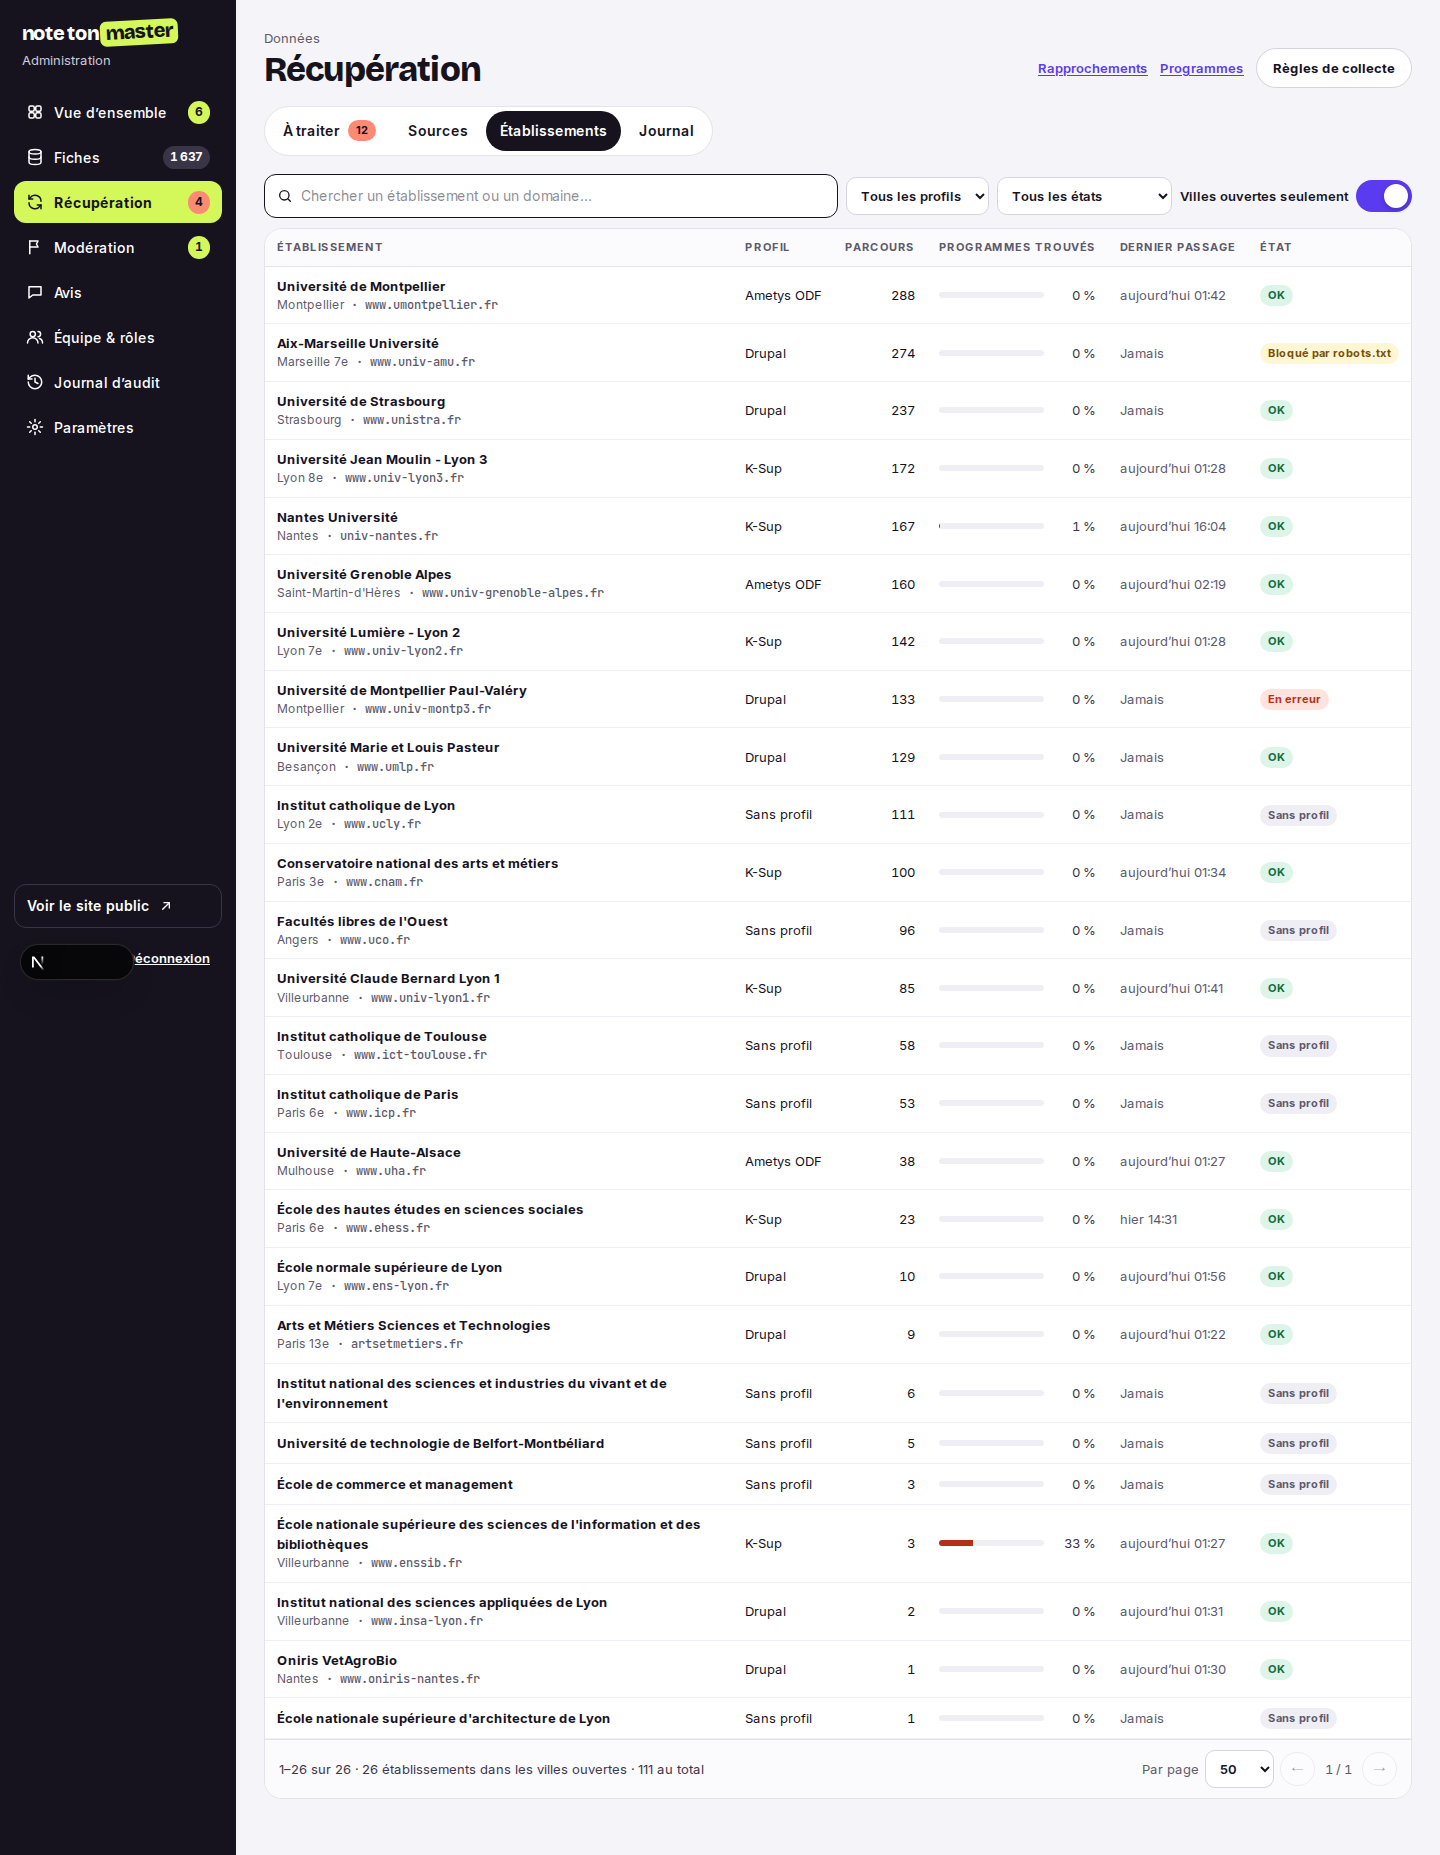 note ton master
Administration
Vue d'ensemble 6
Fiches 1 637
Récupération 4
Modération 1
Avis
Équipe & rôles
Journal d'audit
Paramètres
Voir le site public ↗
éconnexion
Données
Récupération
Rapprochements Programmes Règles de collecte
À traiter 12 Sources Établissements Journal
Chercher un établissement ou un domaine… Tous les profils Tous les états Villes ouvertes seulement
ÉTABLISSEMENT PROFIL PARCOURS PROGRAMMES TROUVÉS DERNIER PASSAGE ÉTAT
Université de Montpellier
Montpellier · www.umontpellier.fr
Ametys ODF 288 0 % aujourd'hui 01:42 OK
Aix-Marseille Université
Marseille 7e · www.univ-amu.fr
Drupal 274 0 % Jamais Bloqué par robots.txt
Université de Strasbourg
Strasbourg · www.unistra.fr
Drupal 237 0 % Jamais OK
Université Jean Moulin - Lyon 3
Lyon 8e · www.univ-lyon3.fr
K-Sup 172 0 % aujourd'hui 01:28 OK
Nantes Université
Nantes · univ-nantes.fr
K-Sup 167 1 % aujourd'hui 16:04 OK
Université Grenoble Alpes
Saint-Martin-d'Hères · www.univ-grenoble-alpes.fr
Ametys ODF 160 0 % aujourd'hui 02:19 OK
Université Lumière - Lyon 2
Lyon 7e · www.univ-lyon2.fr
K-Sup 142 0 % aujourd'hui 01:28 OK
Université de Montpellier Paul-Valéry
Montpellier · www.univ-montp3.fr
Drupal 133 0 % Jamais En erreur
Université Marie et Louis Pasteur
Besançon · www.umlp.fr
Drupal 129 0 % Jamais OK
Institut catholique de Lyon
Lyon 2e · www.ucly.fr
Sans profil 111 0 % Jamais Sans profil
Conservatoire national des arts et métiers
Paris 3e · www.cnam.fr
K-Sup 100 0 % aujourd'hui 01:34 OK
Facultés libres de l'Ouest
Angers · www.uco.fr
Sans profil 96 0 % Jamais Sans profil
Université Claude Bernard Lyon 1
Villeurbanne · www.univ-lyon1.fr
K-Sup 85 0 % aujourd'hui 01:41 OK
Institut catholique de Toulouse
Toulouse · www.ict-toulouse.fr
Sans profil 58 0 % Jamais Sans profil
Institut catholique de Paris
Paris 6e · www.icp.fr
Sans profil 53 0 % Jamais Sans profil
Université de Haute-Alsace
Mulhouse · www.uha.fr
Ametys ODF 38 0 % aujourd'hui 01:27 OK
École des hautes études en sciences sociales
Paris 6e · www.ehess.fr
K-Sup 23 0 % hier 14:31 OK
École normale supérieure de Lyon
Lyon 7e · www.ens-lyon.fr
Drupal 10 0 % aujourd'hui 01:56 OK
Arts et Métiers Sciences et Technologies
Paris 13e · artsetmetiers.fr
Drupal 9 0 % aujourd'hui 01:22 OK
Institut national des sciences et industries du vivant et de
l'environnement
Sans profil 6 0 % Jamais Sans profil
Université de technologie de Belfort-Montbéliard Sans profil 5 0 % Jamais Sans profil
École de commerce et management Sans profil 3 0 % Jamais Sans profil
École nationale supérieure des sciences de l'information et des
bibliothèques
Villeurbanne · www.enssib.fr
K-Sup 3 33 % aujourd'hui 01:27 OK
Institut national des sciences appliquées de Lyon
Villeurbanne · www.insa-lyon.fr
Drupal 2 0 % aujourd'hui 01:31 OK
Oniris VetAgroBio
Nantes · www.oniris-nantes.fr
Drupal 1 0 % aujourd'hui 01:30 OK
École nationale supérieure d'architecture de Lyon Sans profil 1 0 % Jamais Sans profil
1–26 sur 26 · 26 établissements dans les villes ouvertes · 111 au total Par page 50 ← 1 / 1 →